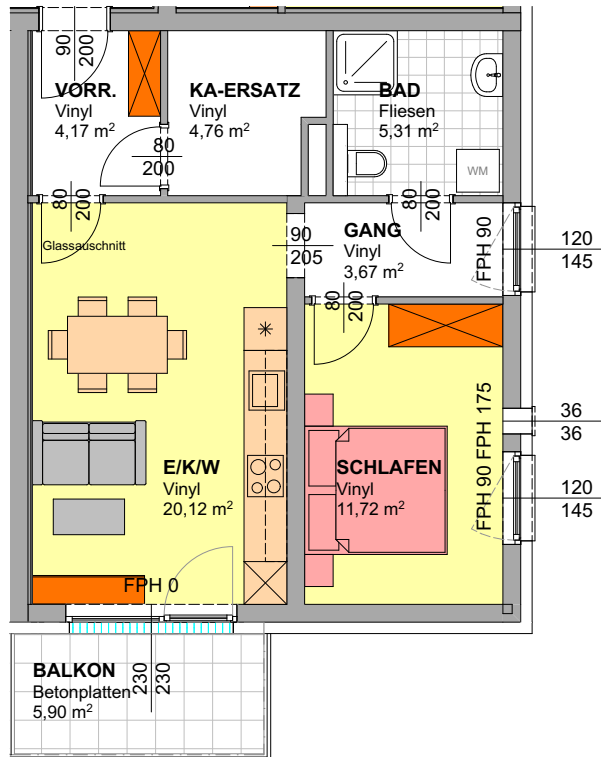 90
200
VORR.
Vinyl
4,17 m²
KA-ERSATZ
Vinyl
4,76 m²
BAD
Fliesen
5,31 m²
WM
80
200
80
200
80
200
Glassauschnitt
90
205
GANG
Vinyl
3,67 m²
FPH 90
120
145
80
200
E/K/W
Vinyl
20,12 m²
SCHLAFEN
Vinyl
11,72 m²
FPH 175
36
36
FPH 90
120
145
FPH 0
230
230
BALKON
Betonplatten
5,90 m²